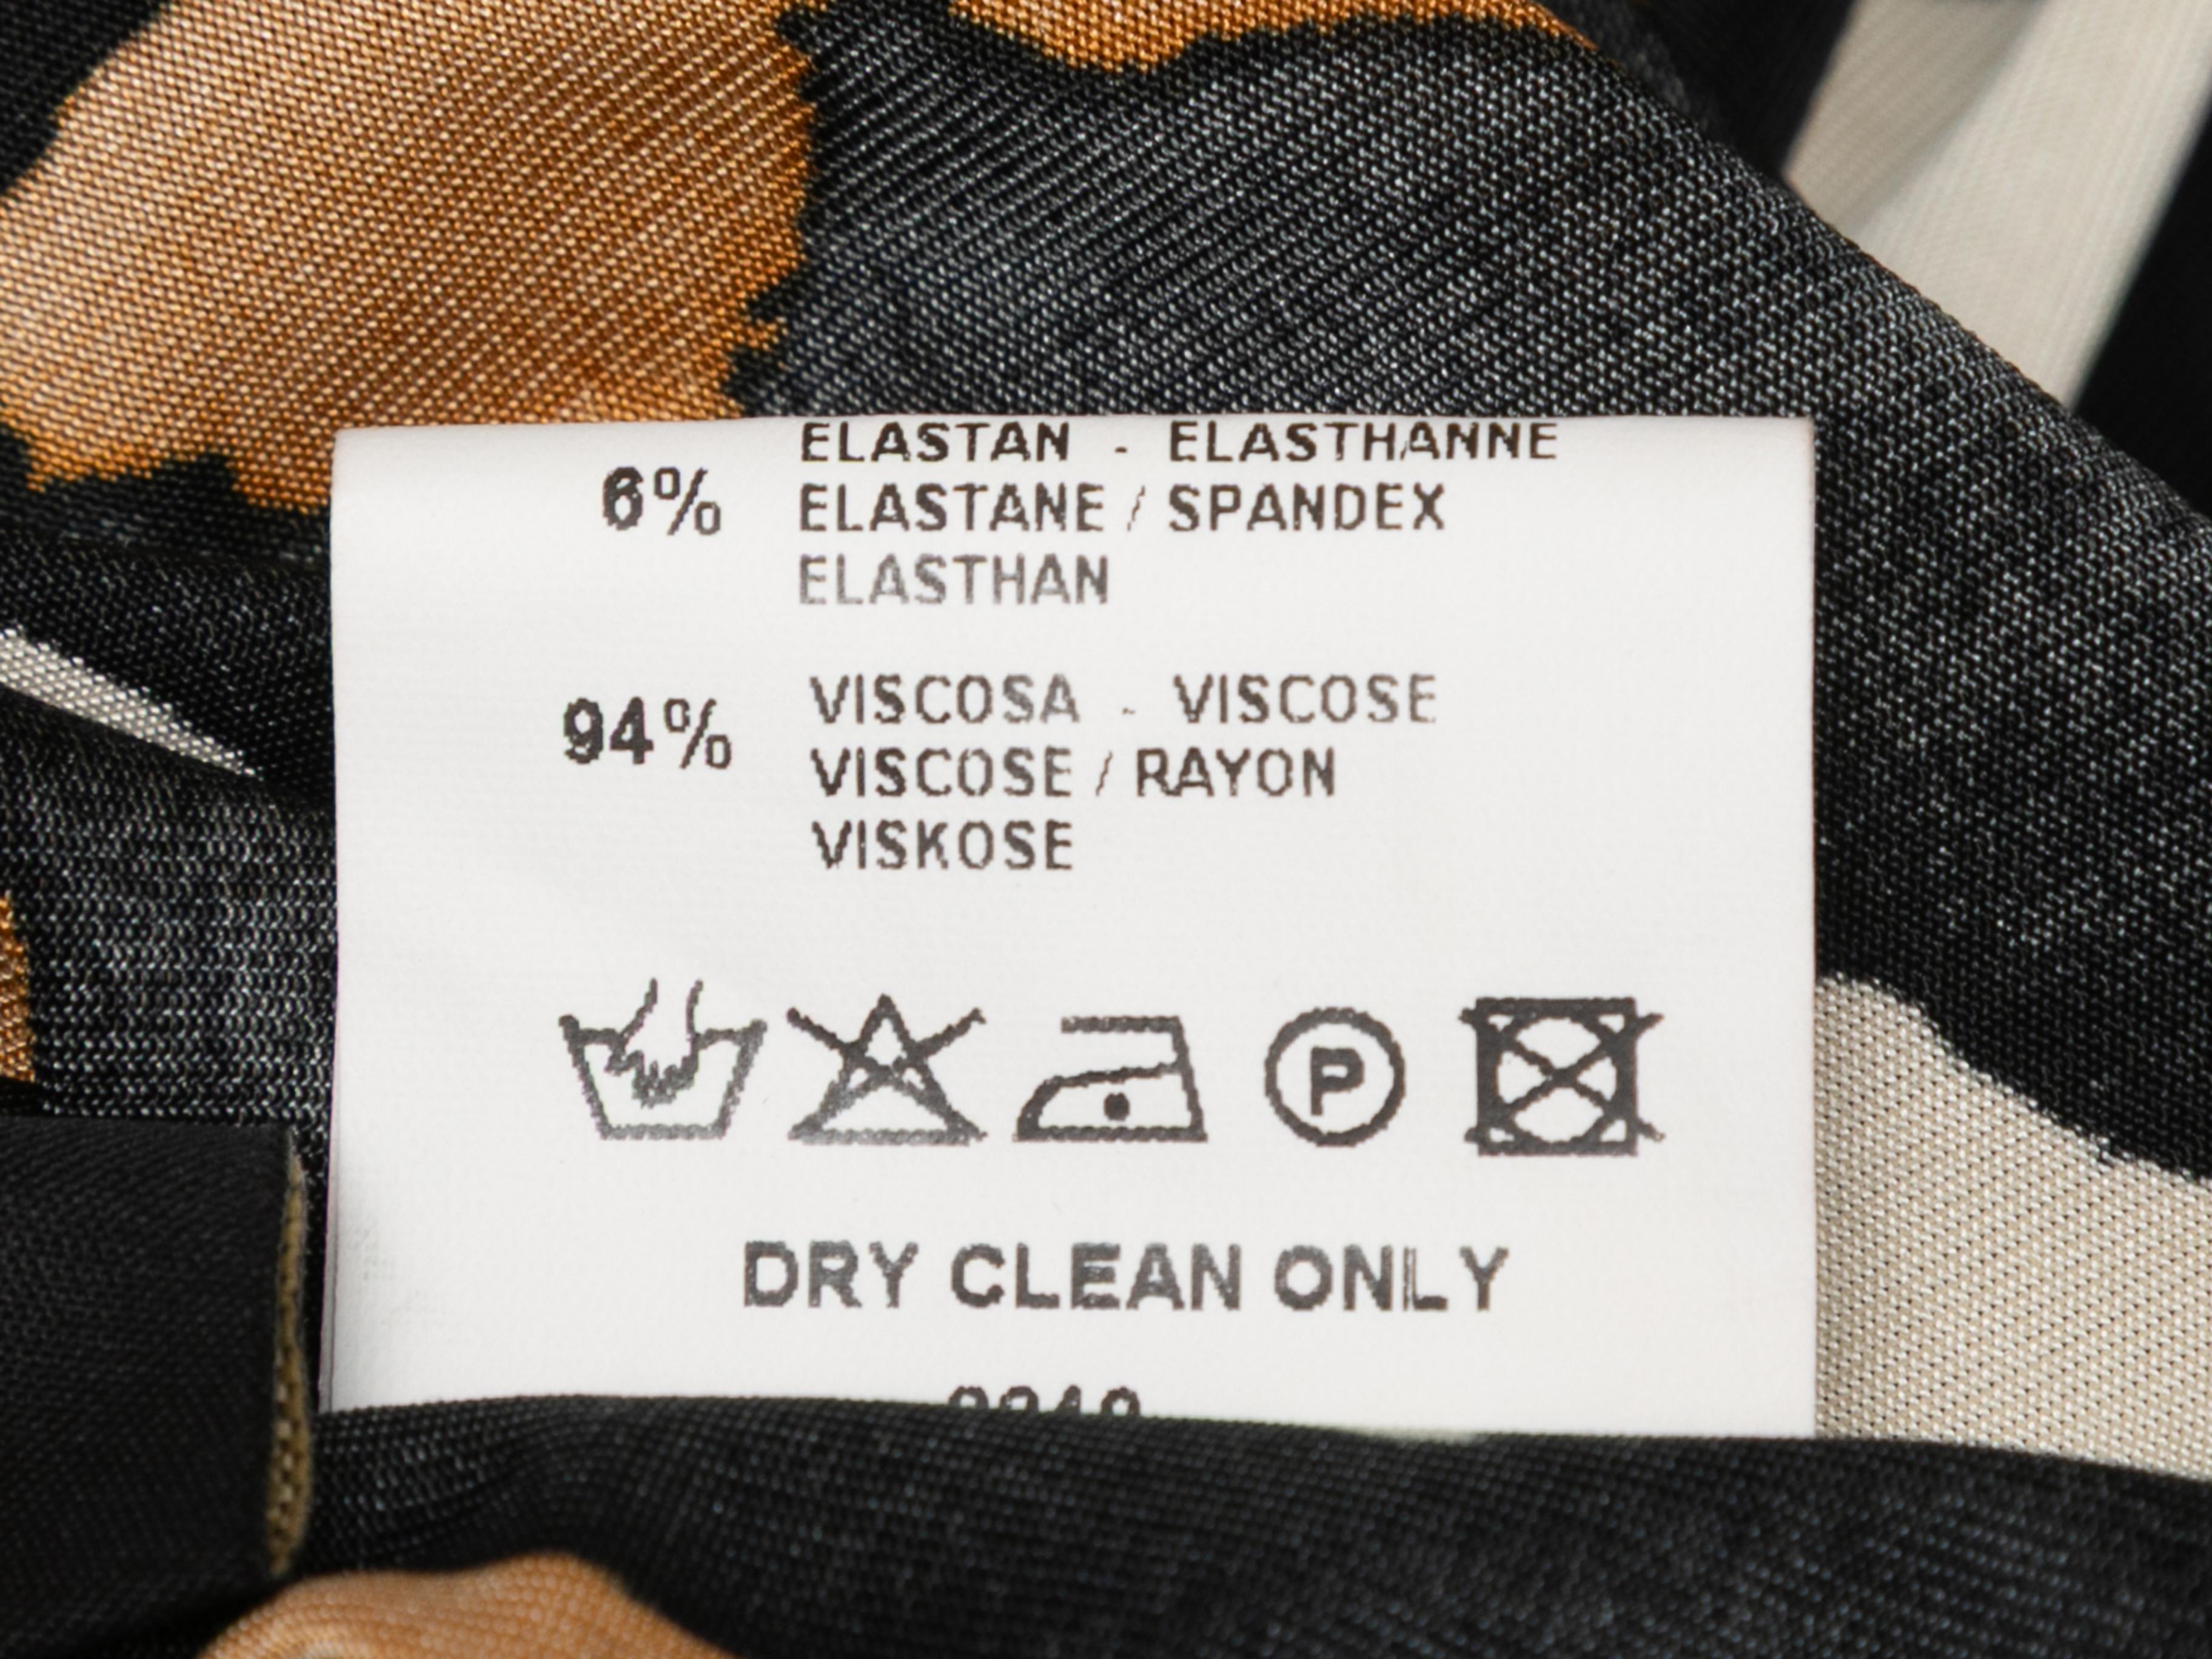 ELASTAN - ELASTHANNE
6% ELASTANE / SPANDEX
ELASTHAN
VISCOSA - VISCOSE
94% VISCOSE / RAYON
VISKOSE
P
DRY CLEAN ONLY